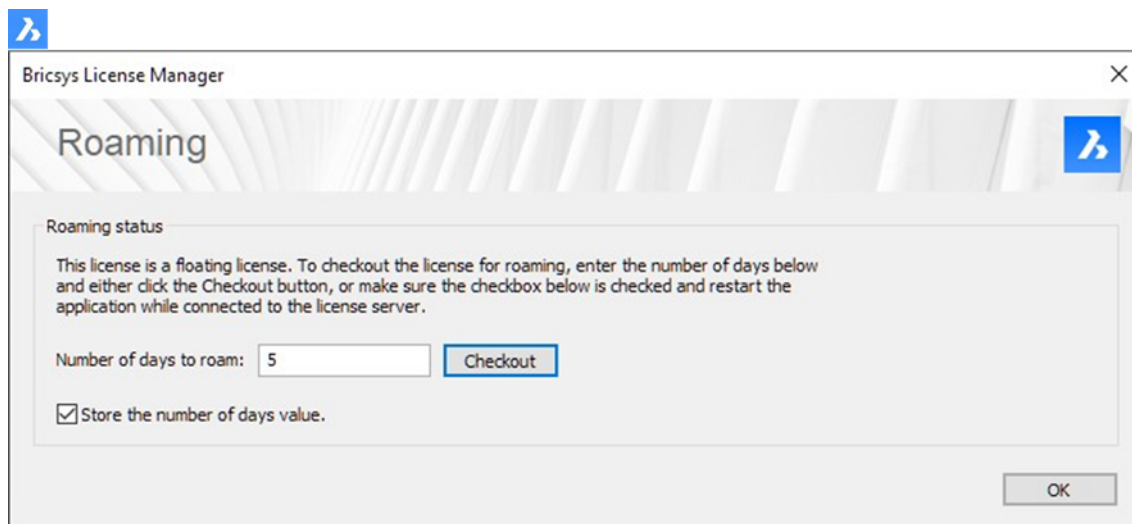 Bricsys License Manager
Roaming
Roaming status
This license is a floating license. To checkout the license for roaming, enter the number of days below
and either click the Checkout button, or make sure the checkbox below is checked and restart the
application while connected to the license server.
Number of days to roam: 5 Checkout
Store the number of days value.
OK